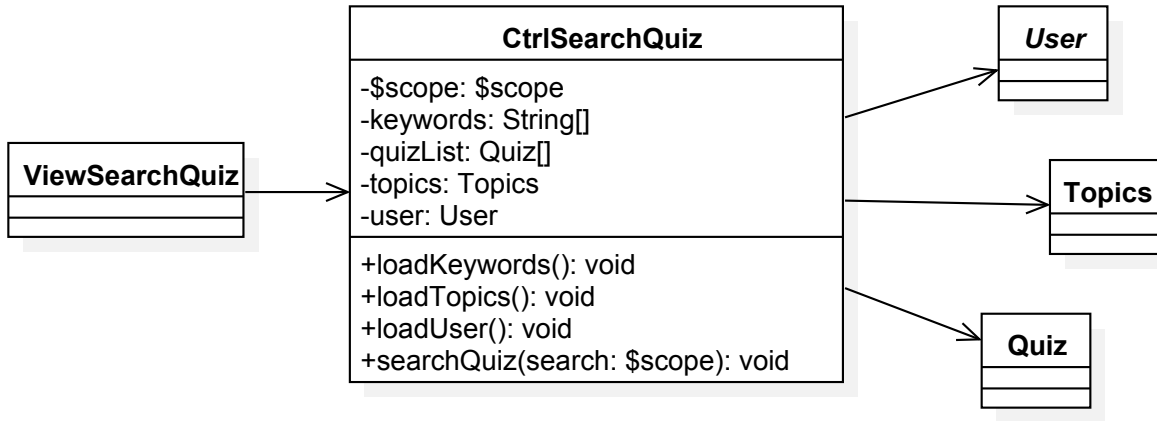 CtrlSearchQuiz
-$scope: $scope
-keywords: String[]
-quizList: Quiz[]
-topics: Topics
-user: User
+loadKeywords(): void
+loadTopics(): void
+loadUser(): void
+searchQuiz(search: $scope): void
ViewSearchQuiz
User
Topics
Quiz